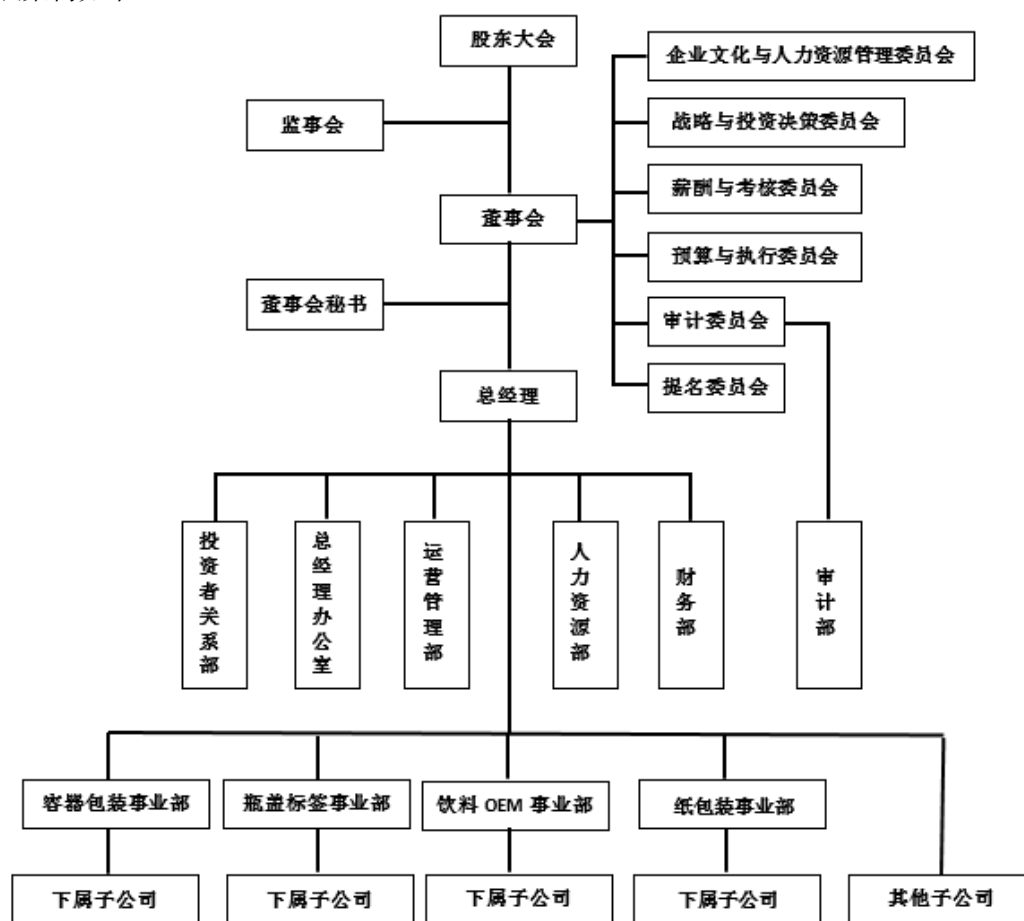 股东大会
企业文化与人力资源管理委员会
监事会
战略与投资决策委员会
薪酬与考核委员会
董事会
预算与执行委员会
董事会秘书
审计委员会
总经理
提名委员会
投资者关系部
总经理办公室
运营管理部
人力资源部
财务部
审计部
容器包装事业部
瓶盖标签事业部
饮料 OEM 事业部
纸包装事业部
下属子公司
下属子公司
下属子公司
下属子公司
其他子公司